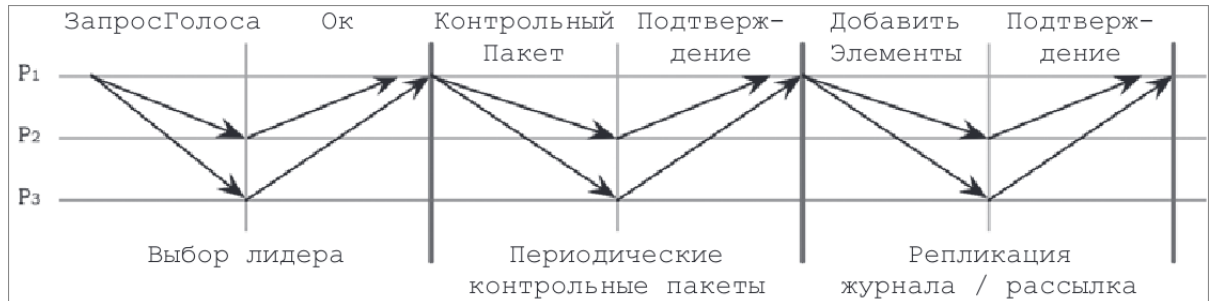 ЗапросГолоса Ок Контрольный Пакет Подтверж-дение Добавить Элементы Подтверж-дение
P1
P2
P3
Выбор лидера
Периодические
контрольные пакеты
Репликация
журнала / рассылка